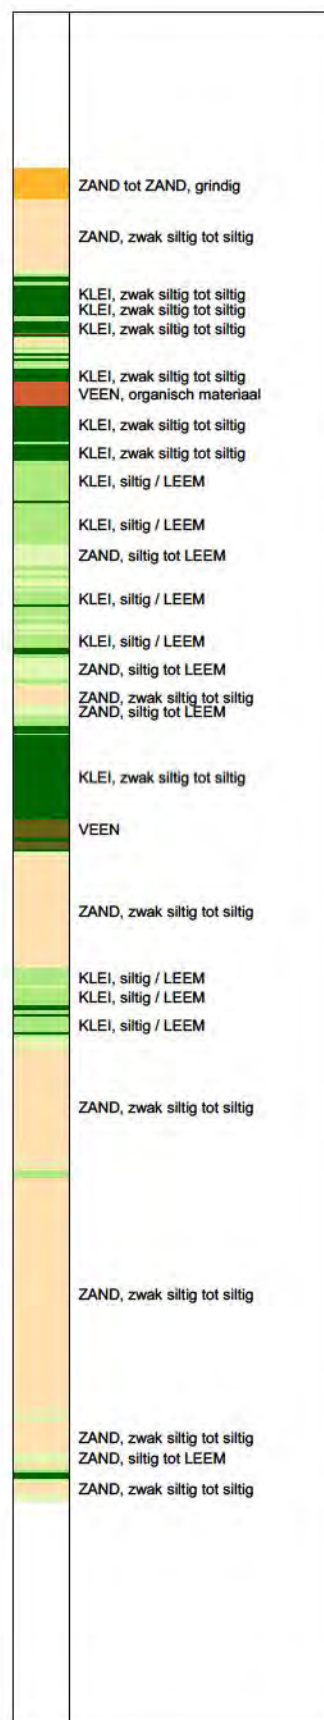 ZAND tot ZAND, grindig
ZAND, zwak siltig tot siltig
KLEI, zwak siltig tot siltig
KLEI, zwak siltig tot siltig
KLEI, zwak siltig tot siltig
KLEI, zwak siltig tot siltig
VEEN, organisch materiaal
KLEI, zwak siltig tot siltig
KLEI, zwak siltig tot siltig
KLEI, siltig / LEEM
KLEI, siltig / LEEM
ZAND, siltig tot LEEM
KLEI, siltig / LEEM
KLEI, siltig / LEEM
ZAND, siltig tot LEEM
ZAND, zwak siltig tot siltig
ZAND, siltig tot LEEM
KLEI, zwak siltig tot siltig
VEEN
ZAND, zwak siltig tot siltig
KLEI, siltig / LEEM
KLEI, siltig / LEEM
KLEI, siltig / LEEM
ZAND, zwak siltig tot siltig
ZAND, zwak siltig tot siltig
ZAND, zwak siltig tot siltig
ZAND, siltig tot LEEM
ZAND, zwak siltig tot siltig